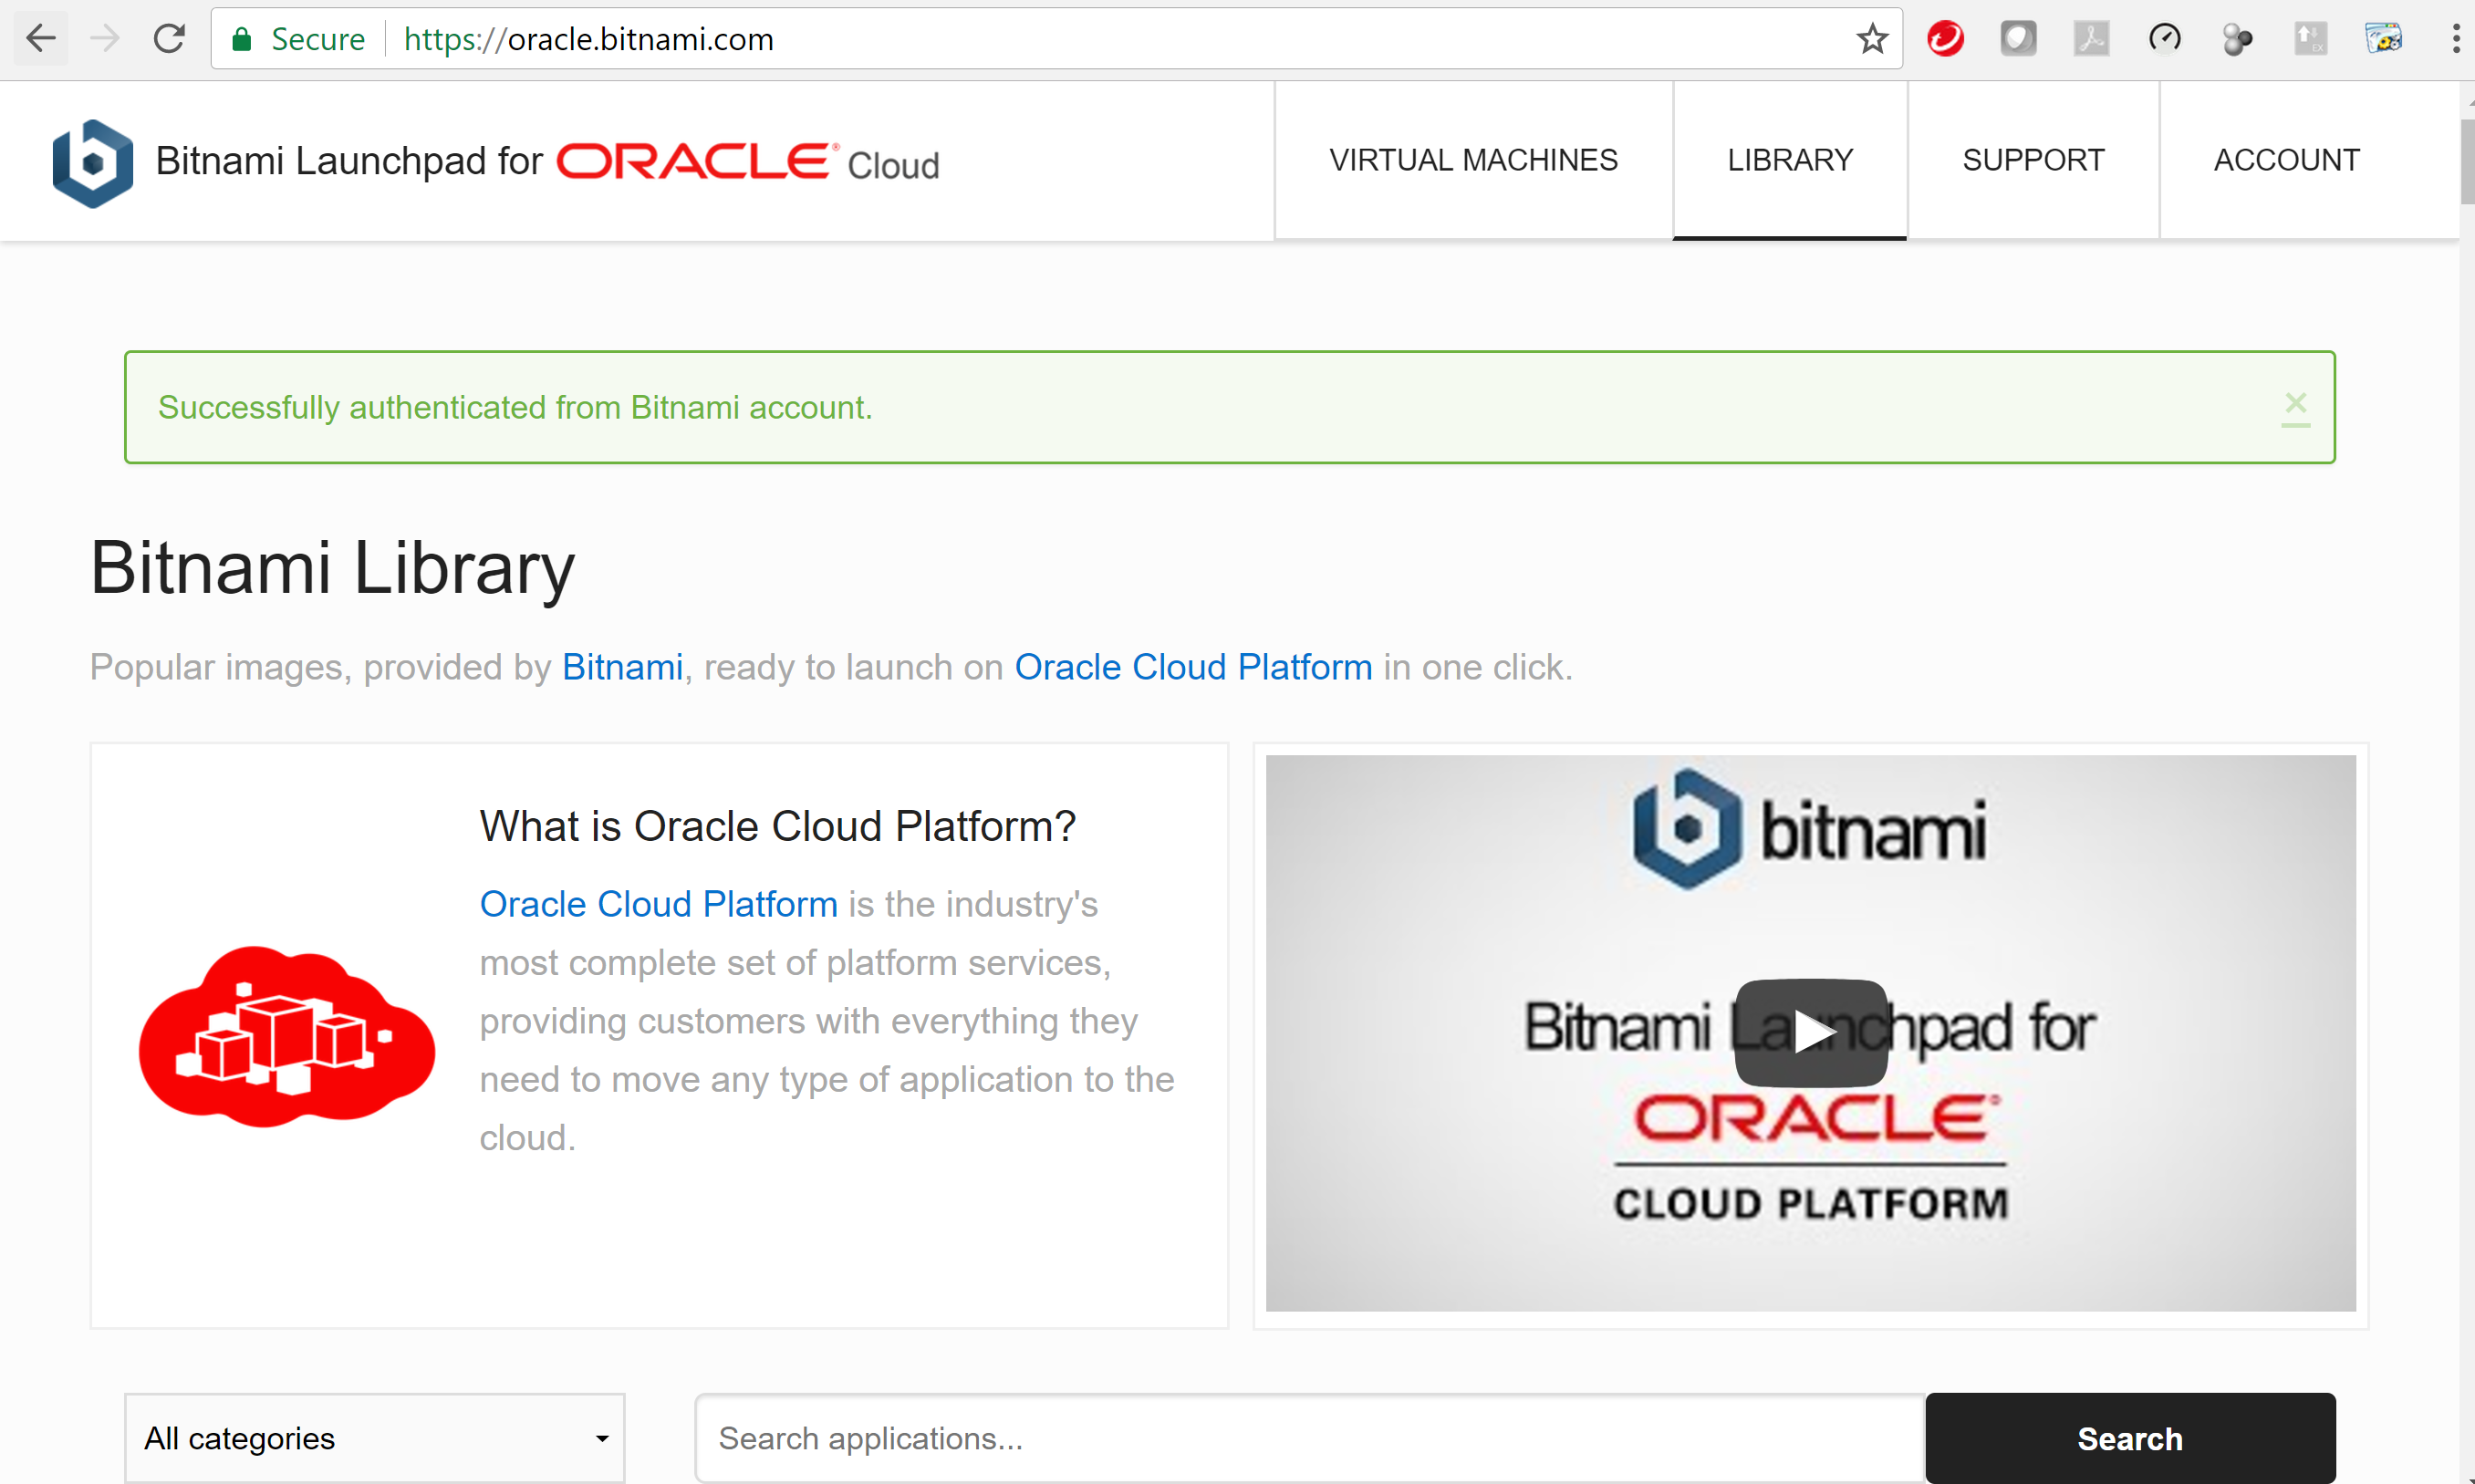 Secure https://oracle.bitnami.com
EX
Bitnami Launchpad for ORACLE® Cloud
VIRTUAL MACHINES
LIBRARY
SUPPORT
ACCOUNT
Successfully authenticated from Bitnami account.
×
Bitnami Library
Popular images, provided by Bitnami, ready to launch on Oracle Cloud Platform in one click.
What is Oracle Cloud Platform?
Oracle Cloud Platform is the industry's
most complete set of platform services,
providing customers with everything they
need to move any type of application to the
cloud.
bitnami
Bitnami Launchpad for
ORACLE®
CLOUD PLATFORM
All categories
Search applications...
Search